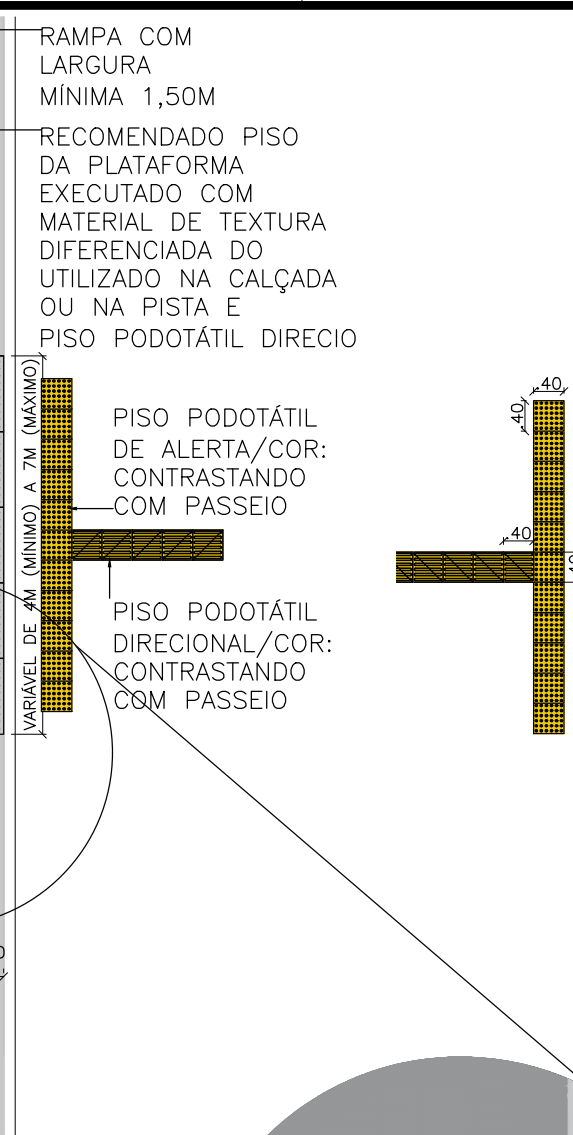 RAMPA COM
LARGURA
MÍNIMA 1,50M
RECOMENDADO PISO
DA PLATAFORMA
EXECUTADO COM
MATERIAL DE TEXTURA
DIFERENCIADA DO
UTILIZADO NA CALÇADA
OU NA PISTA E
PISO PODOTÁTIL DIRECIO
VARIÁVEL DE 4M (MÍNIMO) A 7M (MÁXIMO)
PISO PODOTÁTIL
DE ALERTA/COR:
CONTRASTANDO
COM PASSEIO
PISO PODOTÁTIL
DIRECIONAL/COR:
CONTRASTANDO
COM PASSEIO
.40
.40
.40